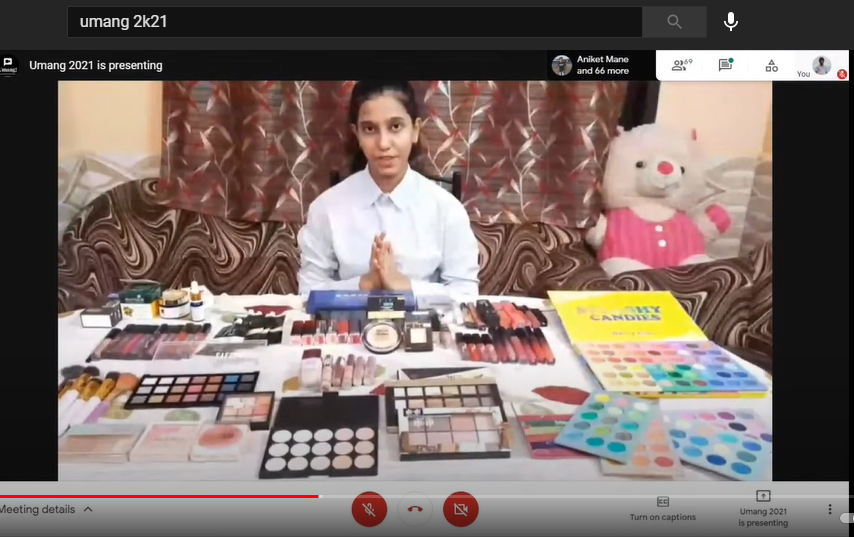 umang 2k21
Umang 2021 is presenting
Aniket Mane
and 66 more
69
You
CANDIES
Meeting details
Turn on captions
Umang 2021
is presenting